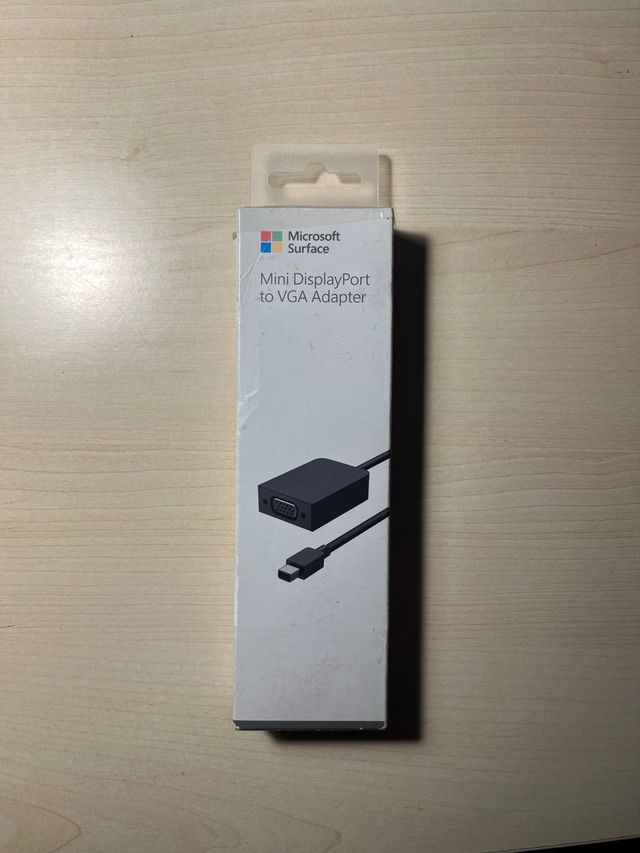 Microsoft
Surface
Mini DisplayPort
to VGA Adapter